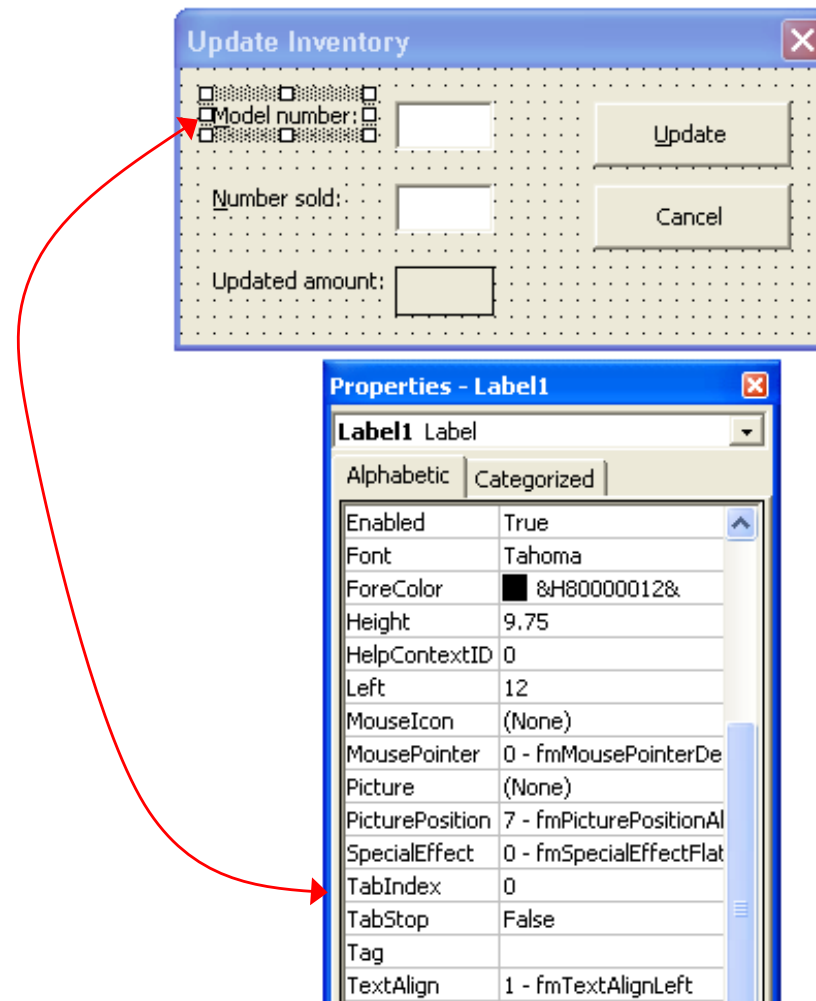 Update Inventory
Model number:
Update
Number sold:
Cancel
Updated amount:
Properties - Label1
Label1 Label
Alphabetic Categorized
Enabled True
Font Tahoma
ForeColor &H80000012&
Height 9.75
HelpContextID 0
Left 12
MouseIcon (None)
MousePointer 0 - fmMousePointerDe
Picture (None)
PicturePosition 7 - fmPicturePositionAl
SpecialEffect 0 - fmSpecialEffectFlat
TabIndex 0
TabStop False
Tag
TextAlign 1 - fmTextAlignLeft